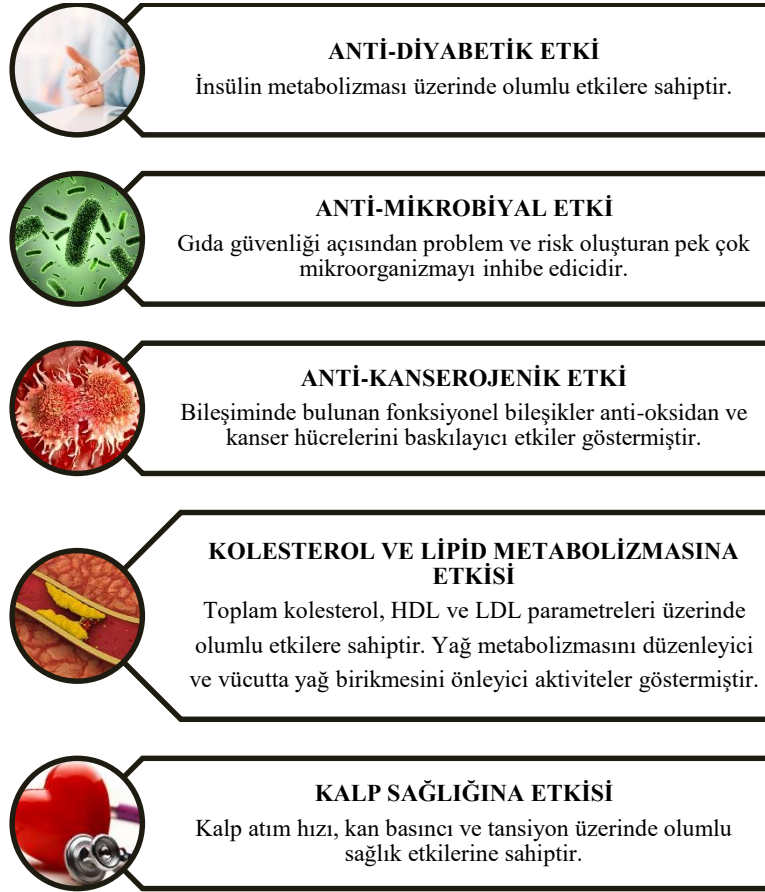 ANTİ-DİYABETİK ETKİ
İnsülin metabolizması üzerinde olumlu etkilere sahiptir.
ANTİ-MİKROBİYAL ETKİ
Gıda güvenliği açısından problem ve risk oluşturan pek çok
mikroorganizmayı inhibe edicidir.
ANTİ-KANSEROJENİK ETKİ
Bileşiminde bulunan fonksiyonel bileşikler anti-oksidan ve
kanser hücrelerini baskılayıcı etkiler göstermiştir.
KOLESTEROL VE LİPİD METABOLİZMASINA
ETKİSİ
Toplam kolesterol, HDL ve LDL parametreleri üzerinde
olumlu etkilere sahiptir. Yağ metabolizmasını düzenleyici
ve vücutta yağ birikmesini önleyici aktiviteler göstermiştir.
KALP SAĞLIĞINA ETKİSİ
Kalp atım hızı, kan basıncı ve tansiyon üzerinde olumlu
sağlık etkilerine sahiptir.